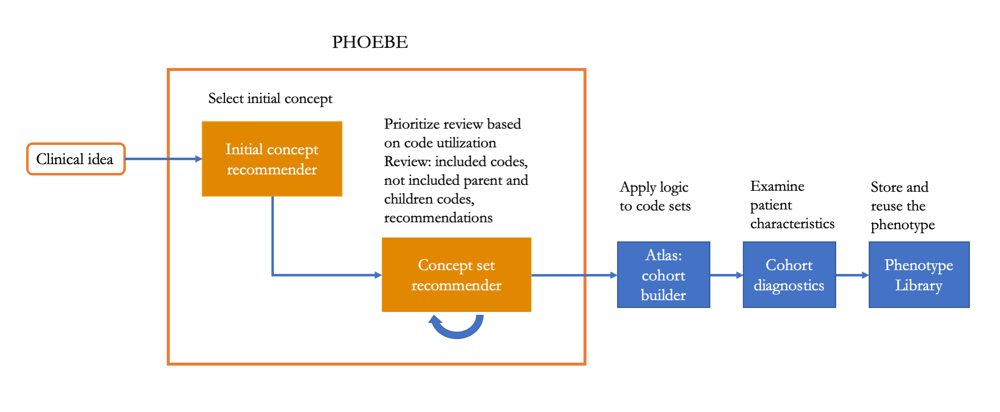 PHOEBE
Select initial concept
Initial concept
recommender
Clinical idea
Prioritize review based
on code utilization
Review: included codes,
not included parent and
children codes,
recommendations
Concept set
recommender
Apply logic
to code sets
Atlas:
cohort
builder
Examine
patient
characteristics
Cohort
diagnostics
Store and
reuse the
phenotype
Phenotype
Library